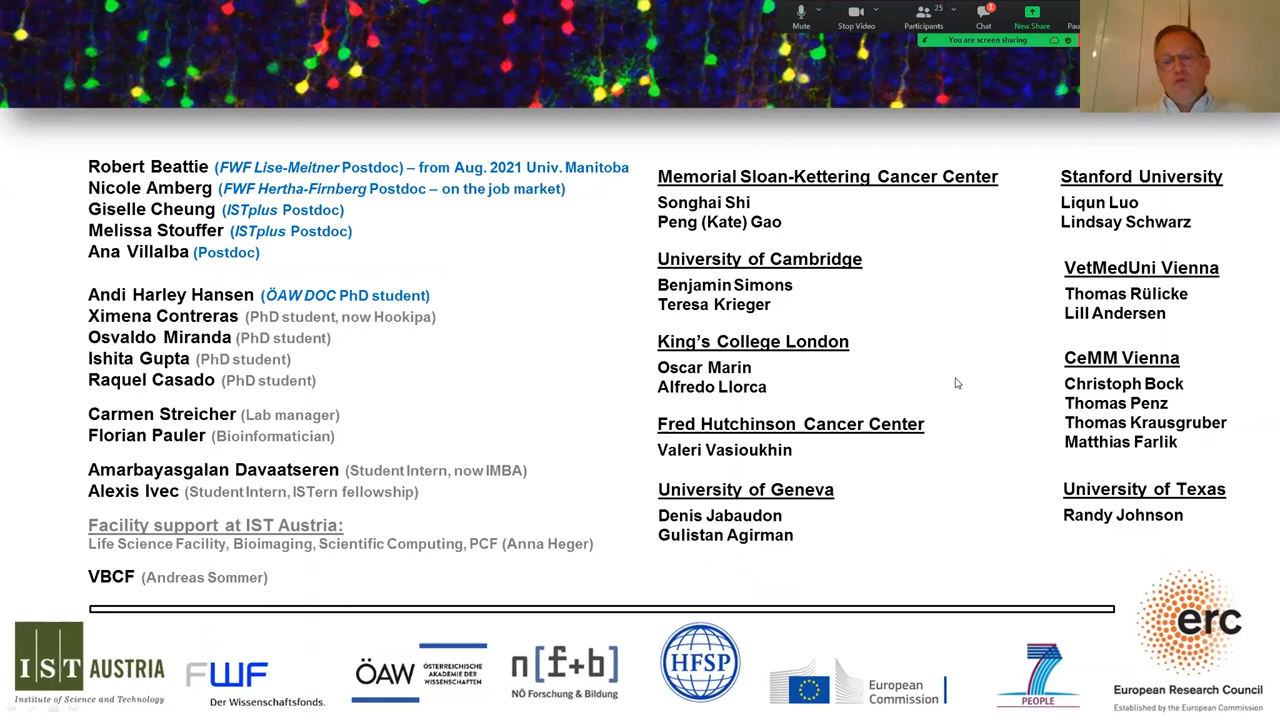 Mute
Stop Video
Participants
25
Chat
1
New Share
Pau
You are screen sharing
Robert Beattie (FWF Lise-Meitner Postdoc) – from Aug. 2021 Univ. Manitoba
Nicole Amberg (FWF Hertha-Firnberg Postdoc – on the job market)
Giselle Cheung (ISTplus Postdoc)
Melissa Stouffer (ISTplus Postdoc)
Ana Villalba (Postdoc)
Andi Harley Hansen (ÖAW DOC PhD student)
Ximena Contreras (PhD student, now Hookipa)
Osvaldo Miranda (PhD student)
Ishita Gupta (PhD student)
Raquel Casado (PhD student)
Carmen Streicher (Lab manager)
Florian Pauler (Bioinformatician)
Amarbayasgalan Davaatseren (Student Intern, now IMBA)
Alexis Ivec (Student Intern, ISTern fellowship)
Facility support at IST Austria:
Life Science Facility, Bioimaging, Scientific Computing, PCF (Anna Heger)
VBCF (Andreas Sommer)
Memorial Sloan-Kettering Cancer Center
Songhai Shi
Peng (Kate) Gao
University of Cambridge
Benjamin Simons
Teresa Krieger
King's College London
Oscar Marin
Alfredo Llorca
Fred Hutchinson Cancer Center
Valeri Vasioukhin
University of Geneva
Denis Jabaudon
Gulistan Agirman
Stanford University
Liqun Luo
Lindsay Schwarz
VetMedUni Vienna
Thomas Rülicke
Lill Andersen
CeMM Vienna
Christoph Bock
Thomas Penz
Thomas Krausgruber
Matthias Farlik
University of Texas
Randy Johnson
IST AUSTRIA
Institute of Science and Technology
FWF
Der Wissenschaftsfonds.
ÖAW
ÖSTERREICHISCHE
AKADEMIE DER
WISSENSCHAFTEN
n[f+b]
NÖ Forschung & Bildung
HFSP
European
Commission
7
PEOPLE
erc
European Research Council
Established by the European Commission